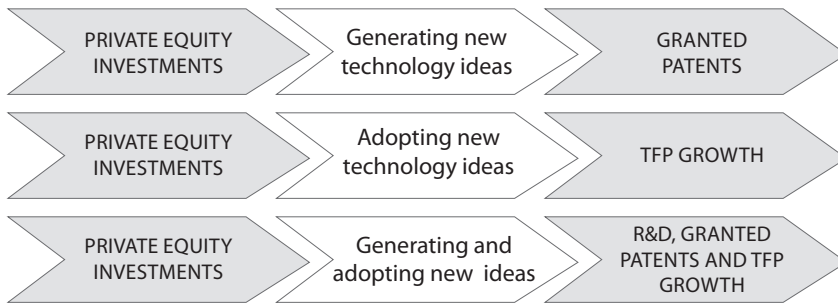 PRIVATE EQUITY
INVESTMENTS
Generating new
technology ideas
GRANTED
PATENTS
PRIVATE EQUITY
INVESTMENTS
Adopting new
technology ideas
TFP GROWTH
PRIVATE EQUITY
INVESTMENTS
Generating and
adopting new ideas
R&D, GRANTED
PATENTS AND TFP
GROWTH